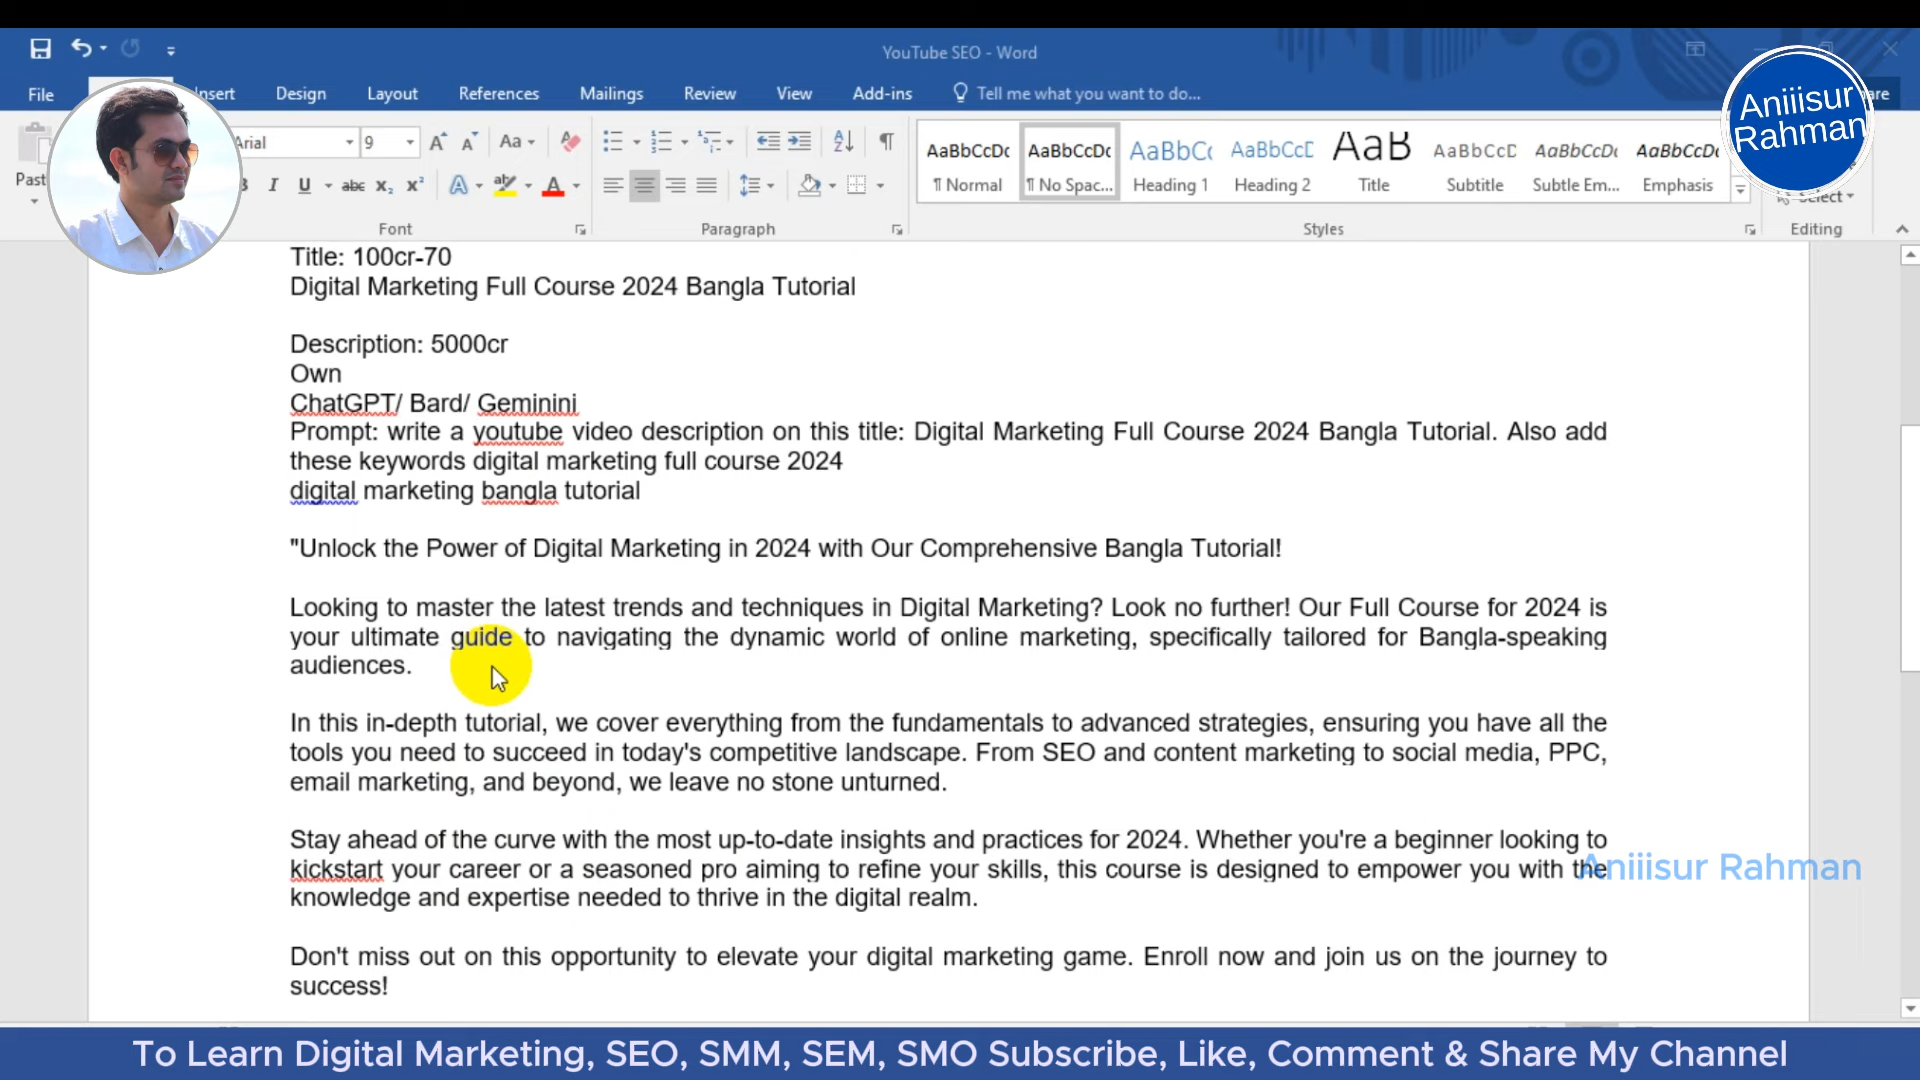 YouTube SEO - Word
File Insert Design Layout References Mailings Review View Add-ins Tell me what you want to do...
Aniiisur
Rahman
Arial 9 Aa
AaBbCcDc AaBbCcDc AaBbC AaBbCcD AaB AaBbCcD AaBbCcDc AaBbCcDc
¶ Normal ¶ No Spac... Heading 1 Heading 2 Title Subtitle Subtle Em... Emphasis
Select
Font Paragraph Styles Editing
Title: 100cr-70
Digital Marketing Full Course 2024 Bangla Tutorial
Description: 5000cr
Own
ChatGPT/ Bard/ Geminini
Prompt: write a youtube video description on this title: Digital Marketing Full Course 2024 Bangla Tutorial. Also add
these keywords digital marketing full course 2024
digital marketing bangla tutorial
"Unlock the Power of Digital Marketing in 2024 with Our Comprehensive Bangla Tutorial!
Looking to master the latest trends and techniques in Digital Marketing? Look no further! Our Full Course for 2024 is
your ultimate guide to navigating the dynamic world of online marketing, specifically tailored for Bangla-speaking
audiences.
In this in-depth tutorial, we cover everything from the fundamentals to advanced strategies, ensuring you have all the
tools you need to succeed in today's competitive landscape. From SEO and content marketing to social media, PPC,
email marketing, and beyond, we leave no stone unturned.
Stay ahead of the curve with the most up-to-date insights and practices for 2024. Whether you're a beginner looking to
kickstart your career or a seasoned pro aiming to refine your skills, this course is designed to empower you with the
Aniiisur Rahman
knowledge and expertise needed to thrive in the digital realm.
Don't miss out on this opportunity to elevate your digital marketing game. Enroll now and join us on the journey to
success!
To Learn Digital Marketing, SEO, SMM, SEM, SMO Subscribe, Like, Comment & Share My Channel